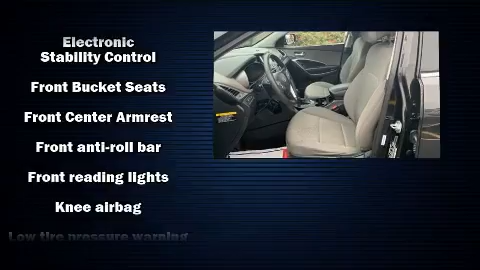 Electronic
Stability Control
Front Bucket Seats
Front Center Armrest
Front anti-roll bar
Front reading lights
Knee airbag
Low tire pressure warning